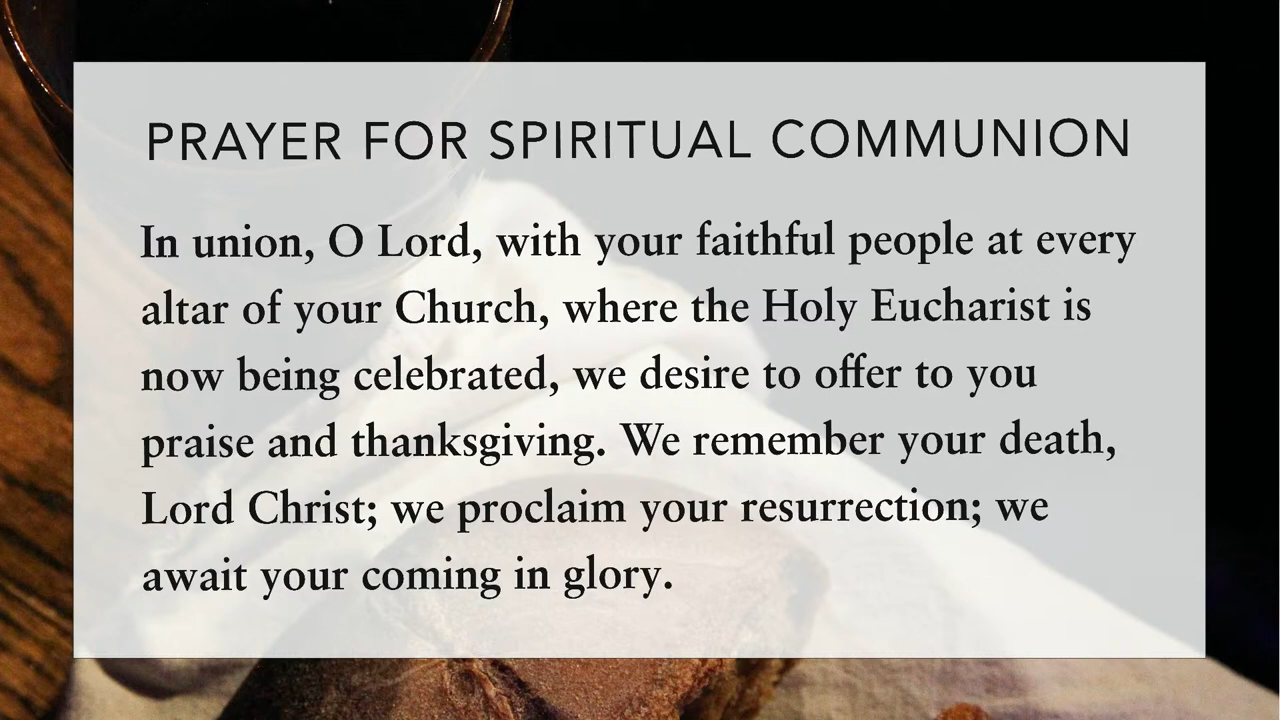 PRAYER FOR SPIRITUAL COMMUNION
In union, O Lord, with your faithful people at every
altar of your Church, where the Holy Eucharist is
now being celebrated, we desire to offer to you
praise and thanksgiving. We remember your death,
Lord Christ; we proclaim your resurrection; we
await your coming in glory.